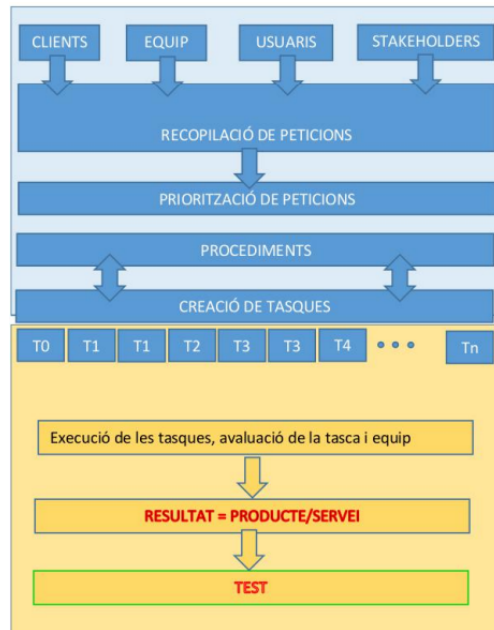 CLIENTS EQUIP USUARIS STAKEHOLDERS
RECOPILACIÓ DE PETICIONS
PRIORITZACIÓ DE PETICIONS
PROCEDIMENTS
CREACIÓ DE TASQUES
T0 T1 T1 T2 T3 T3 T4 • • • Tn
Execució de les tasques, avaluació de la tasca i equip
RESULTAT = PRODUCTE/SERVEI
TEST